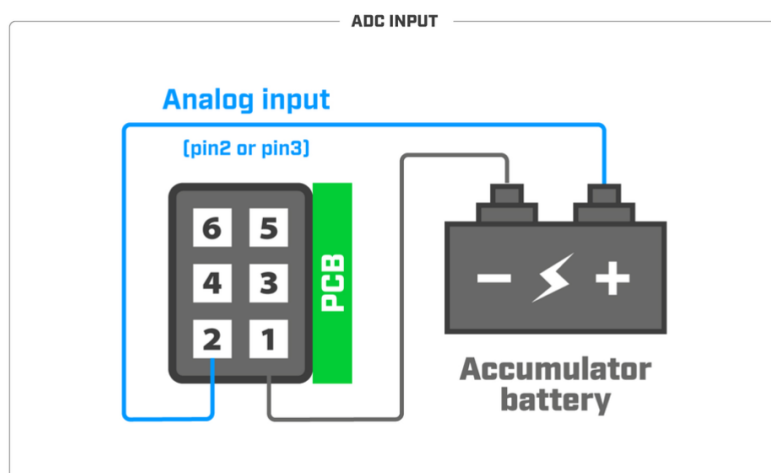 ADC INPUT
Analog input
(pin2 or pin3)
6 5
4 3
2 1
PCB
- +
Accumulator
battery